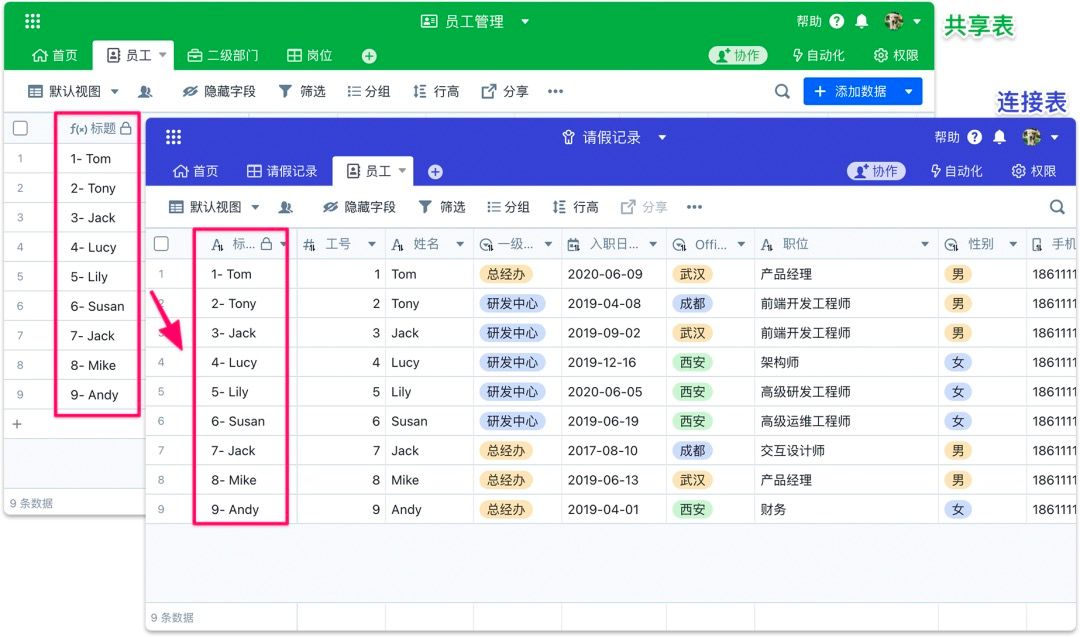 员工管理
帮助
共享表
首页 员工 二级部门 岗位 协作 自动化 权限
默认视图 隐藏字段 筛选 分组 行高 分享 ••• 添加数据
连接表
f(x) 标题
1 1- Tom
2 2- Tony
3 3- Jack
4 4- Lucy
5 5- Lily
6 6- Susan
7 7- Jack
8 8- Mike
9 9- Andy
9 条数据
请假记录
帮助
首页 请假记录 员工 协作 自动化 权限
默认视图 隐藏字段 筛选 分组 行高 分享 •••
标... 工号 姓名 一级... 入职日... Offi... 职位 性别 手机
1 1- Tom 1 Tom 总经办 2020-06-09 武汉 产品经理 男 1861111
2 2- Tony 2 Tony 研发中心 2019-04-08 成都 前端开发工程师 男 1861111
3 3- Jack 3 Jack 研发中心 2019-09-02 武汉 前端开发工程师 男 1861111
4 4- Lucy 4 Lucy 研发中心 2019-12-16 西安 架构师 女 1861111
5 5- Lily 5 Lily 研发中心 2020-06-05 西安 高级研发工程师 女 1861111
6 6- Susan 6 Susan 研发中心 2019-06-19 西安 高级运维工程师 女 1861111
7 7- Jack 7 Jack 总经办 2017-08-10 成都 交互设计师 男 1861111
8 8- Mike 8 Mike 总经办 2019-06-13 武汉 产品经理 男 1861111
9 9- Andy 9 Andy 总经办 2019-04-01 西安 财务 女 1861111
9 条数据